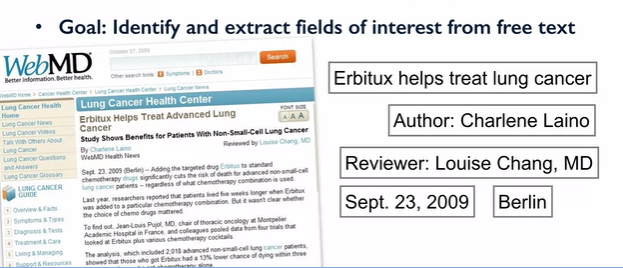 • Goal: Identify and extract fields of interest from free text
October 07, 2009
WebMD
Better information. Better health.
Search
Other search tools: Symptoms | Doctors
WebMD Home > Cancer Health Center > Lung Cancer Health Center > Lung Cancer News
Lung Cancer Health Home
Lung Cancer News
Lung Cancer Videos
Talk With Others About Lung Cancer
Lung Cancer Questions and Answers
Lung Cancer Glossary
LUNG CANCER GUIDE
1 Overview & Facts
2 Symptoms & Types
3 Diagnosis & Tests
4 Treatment & Care
5 Living & Managing
6 Support & Resources
Lung Cancer Health Center
Erbitux Helps Treat Advanced Lung
Cancer
FONT SIZE
A A A
Study Shows Benefits for Patients With Non-Small-Cell Lung Cancer
By Charlene Laino
WebMD Health News
Reviewed by Louise Chang, MD
Sept. 23, 2009 (Berlin) -- Adding the targeted drug Erbitux to standard
chemotherapy drugs significantly cuts the risk of death for advanced non-small-cell
lung cancer patients -- regardless of what chemotherapy combination is used.
Last year, researchers reported that patients lived five weeks longer when Erbitux
was added to a particular chemotherapy combination. But it wasn't clear whether
the choice of chemo drugs mattered.
To find out, Jean-Louis Pujol, MD, chair of thoracic oncology at Montpelier
Academic Hospital in France, and colleagues pooled data from four trials that
looked at Erbitux plus various chemotherapy cocktails.
The analysis, which included 2,018 advanced non-small-cell lung cancer patients,
showed that those who got Erbitux had a 13% lower chance of dying within three
Erbitux helps treat lung cancer
Author: Charlene Laino
Reviewer: Louise Chang, MD
Sept. 23, 2009
Berlin